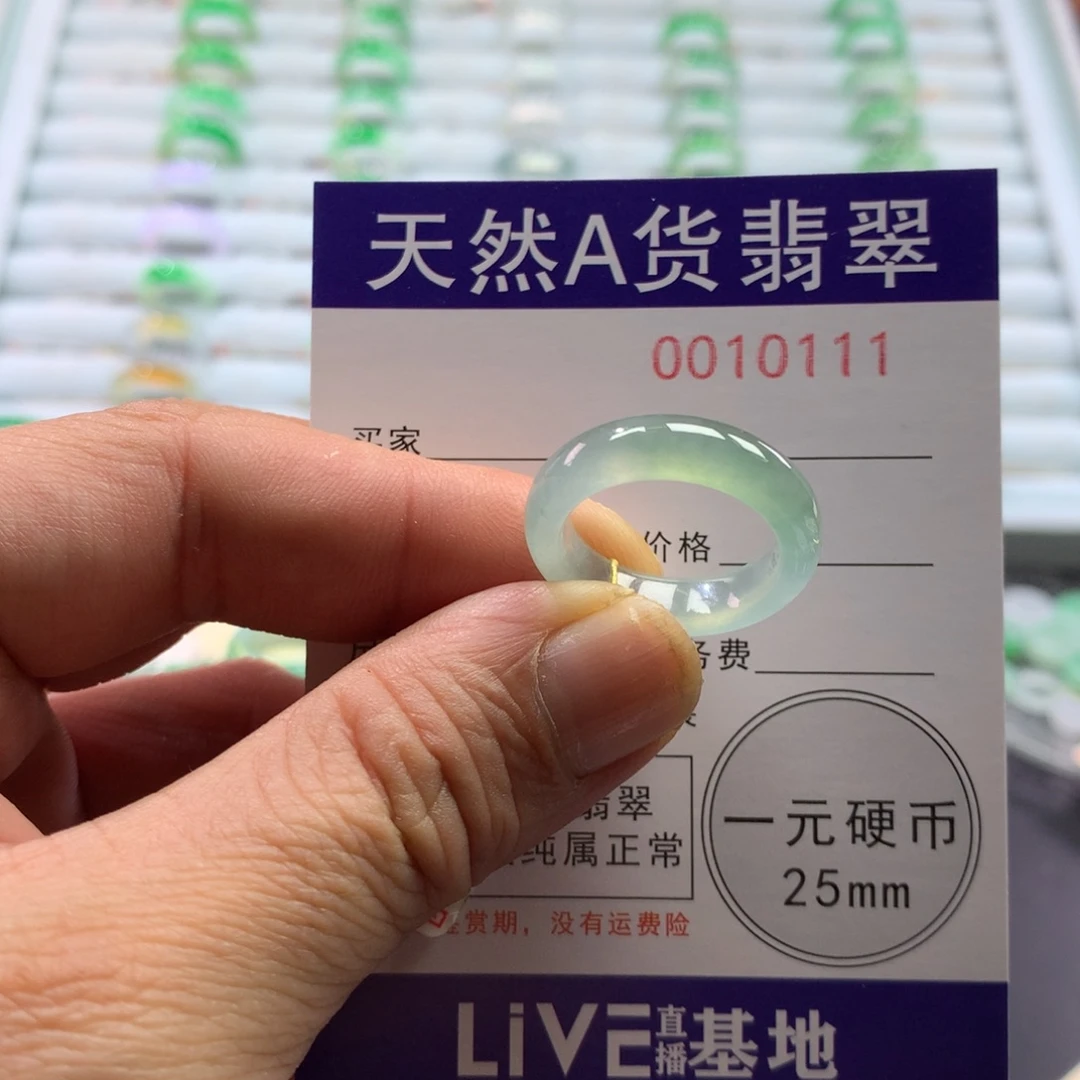 天然A货翡翠
0010111
买家
价格
务费
翡翠
纯属正常
鉴赏期，没有运费险
一元硬币
25mm
LiVE直播基地